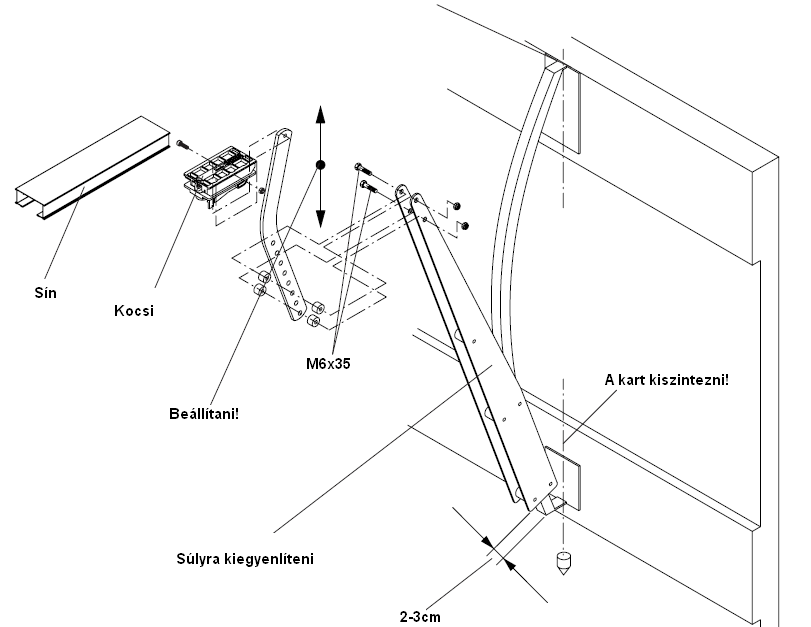 Sín
Kocsi
M6x35
A kart kiszintezni!
Beállítani!
Súlyra kiegyenlíteni
2-3cm